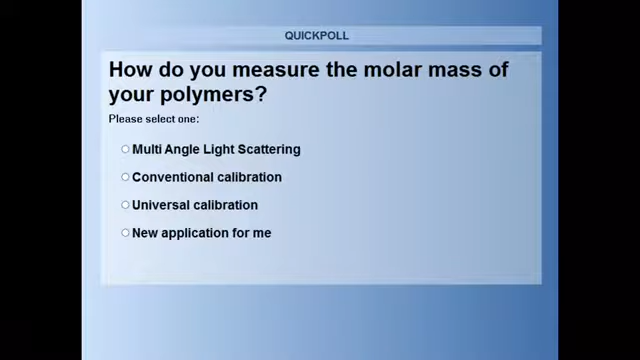 QUICKPOLL
How do you measure the molar mass of
your polymers?
Please select one:
Multi Angle Light Scattering
Conventional calibration
Universal calibration
New application for me